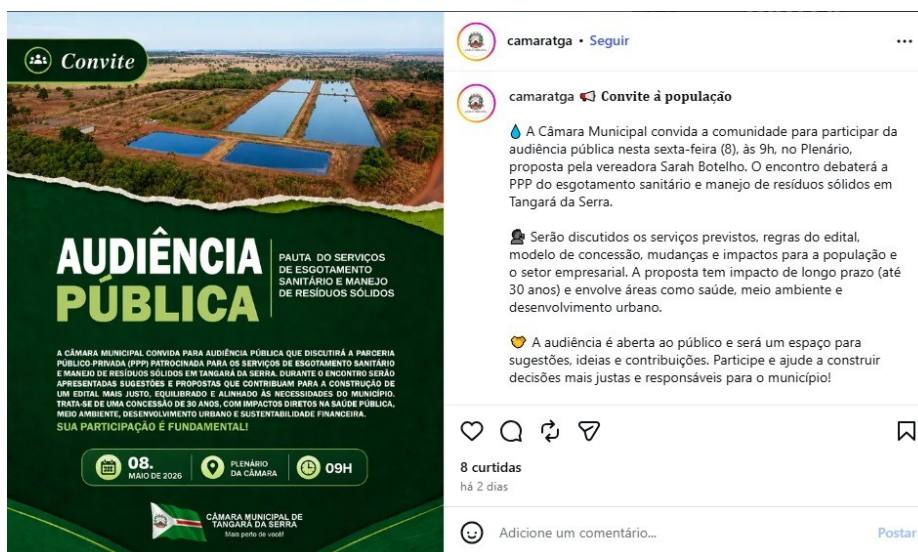 Convite
AUDIÊNCIA
PÚBLICA
PAUTA DO SERVIÇOS
DE ESGOTAMENTO
SANITÁRIO E MANEJO
DE RESÍDUOS SÓLIDOS
A CÂMARA MUNICIPAL CONVIDA PARA AUDIÊNCIA PÚBLICA QUE DISCUTIRÁ A PARCERIA
PÚBLICO-PRIVADA (PPP) PATROCINADA PARA OS SERVIÇOS DE ESGOTAMENTO SANITÁRIO
E MANEJO DE RESÍDUOS SÓLIDOS EM TANGARÁ DA SERRA. DURANTE O ENCONTRO SERÃO
APRESENTADAS SUGESTÕES E PROPOSTAS QUE CONTRIBUAM PARA A CONSTRUÇÃO DE
UM EDITAL MAIS JUSTO, EQUILIBRADO E ALINHADO ÀS NECESSIDADES DO MUNICÍPIO.
TRATA-SE DE UMA CONCESSÃO DE 30 ANOS, COM IMPACTOS DIRETOS NA SAÚDE PÚBLICA,
MEIO AMBIENTE, DESENVOLVIMENTO URBANO E SUSTENTABILIDADE FINANCEIRA.
SUA PARTICIPAÇÃO É FUNDAMENTAL!
08.
MAIO DE 2026
PLENÁRIO
DA CÂMARA
09H
CÂMARA MUNICIPAL DE
TANGARÁ DA SERRA
Mais perto de você!
camaratga • Seguir
camaratga 📢 Convite à população
💧 A Câmara Municipal convida a comunidade para participar da
audiência pública nesta sexta-feira (8), às 9h, no Plenário,
proposta pela vereadora Sarah Botelho. O encontro debaterá a
PPP do esgotamento sanitário e manejo de resíduos sólidos em
Tangará da Serra.
🗣 Serão discutidos os serviços previstos, regras do edital,
modelo de concessão, mudanças e impactos para a população e
o setor empresarial. A proposta tem impacto de longo prazo (até
30 anos) e envolve áreas como saúde, meio ambiente e
desenvolvimento urbano.
🤝 A audiência é aberta ao público e será um espaço para
sugestões, ideias e contribuições. Participe e ajude a construir
decisões mais justas e responsáveis para o município!
8 curtidas
há 2 dias
Adicione um comentário...
Postar